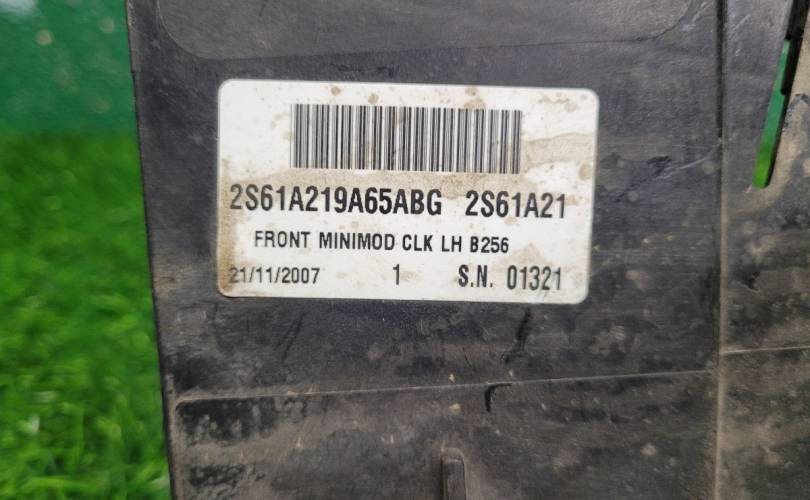 2S61A219A65ABG 2S61A21
FRONT MINIMOD CLK LH B256
21/11/2007 1 S.N. 01321